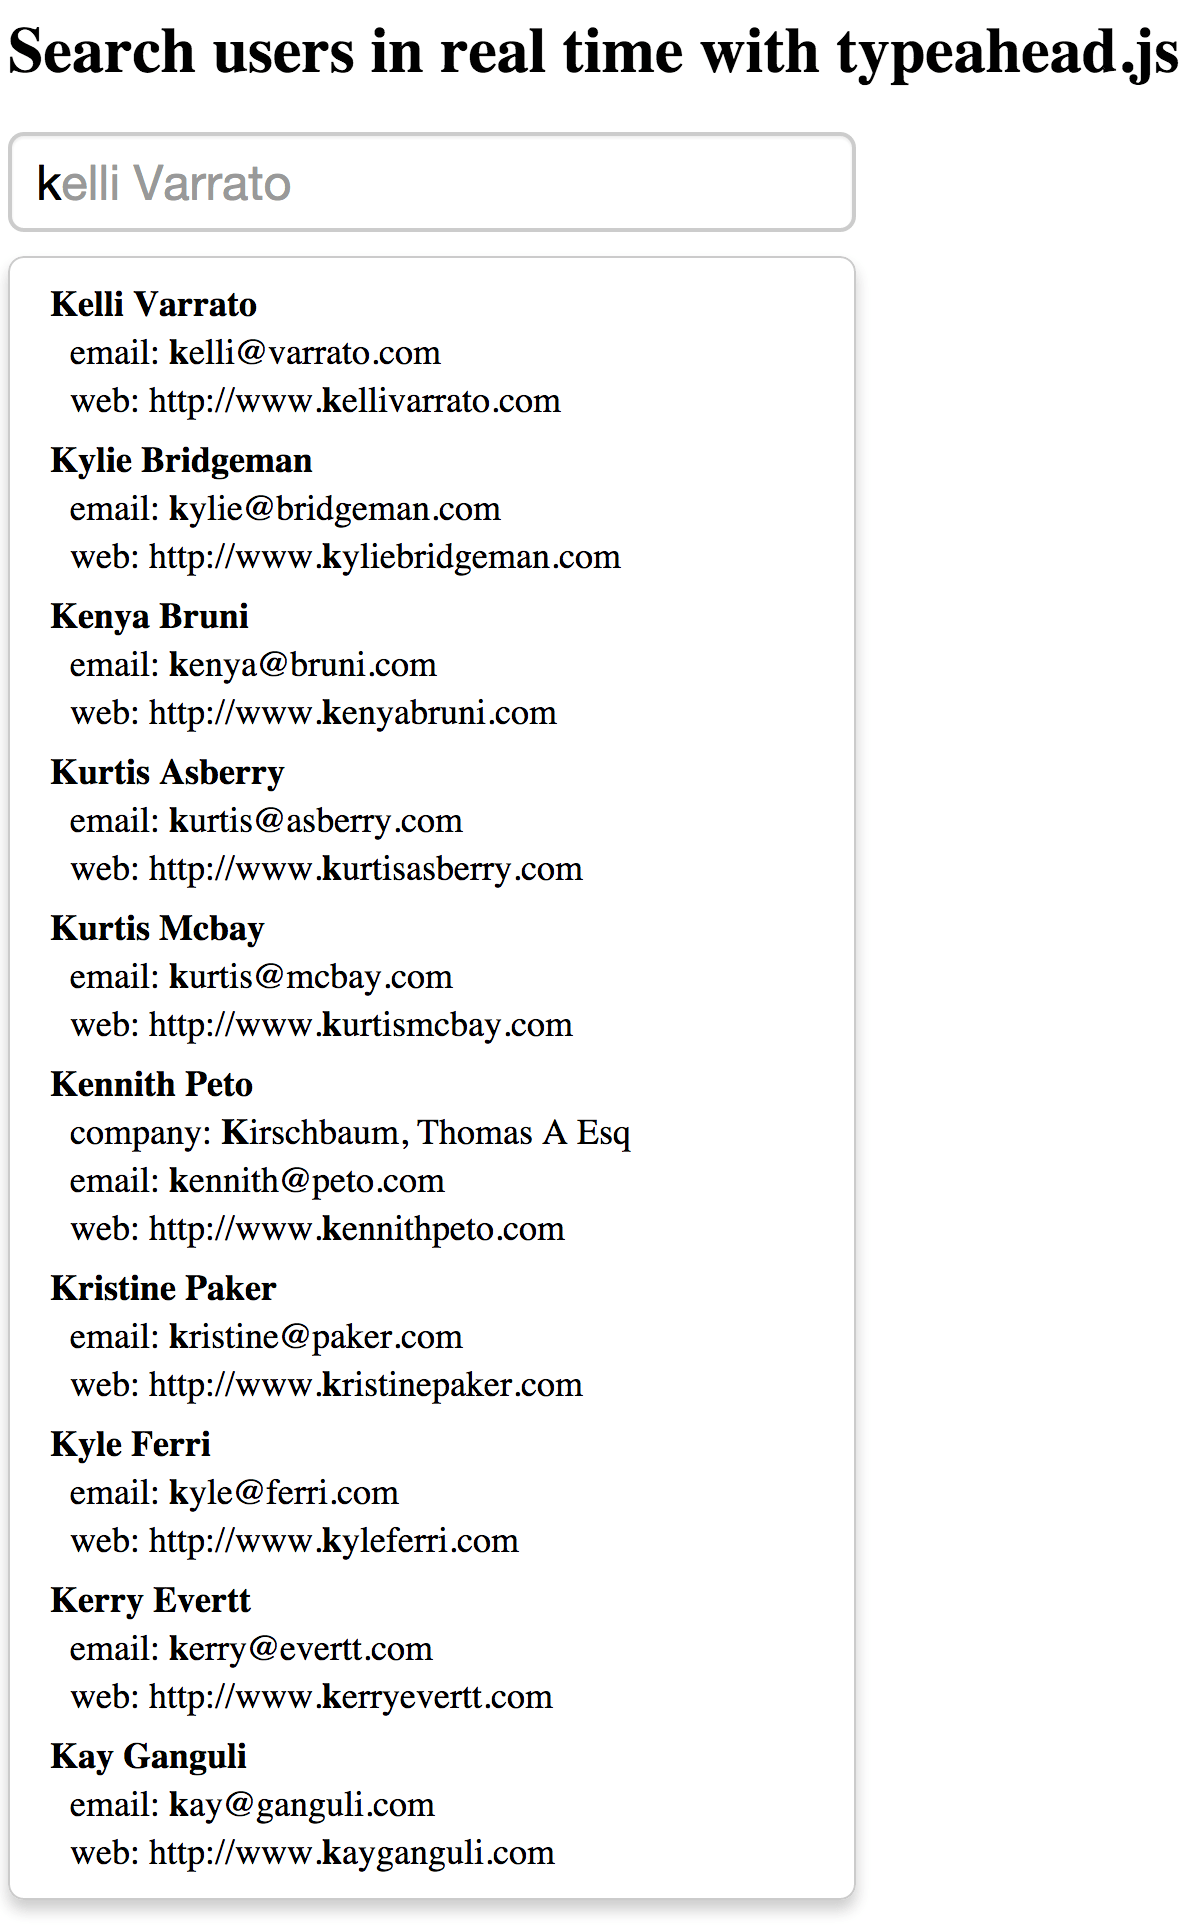 Search users in real time with typeahead.js
kelli Varrato
Kelli Varrato
email: kelli@varrato.com
web: http://www.kellivarrato.com
Kylie Bridgeman
email: kylie@bridgeman.com
web: http://www.kyliebridgeman.com
Kenya Bruni
email: kenya@bruni.com
web: http://www.kenyabruni.com
Kurtis Asberry
email: kurtis@asberry.com
web: http://www.kurtisasberry.com
Kurtis Mcbay
email: kurtis@mcbay.com
web: http://www.kurtismcbay.com
Kennith Peto
company: Kirschbaum, Thomas A Esq
email: kennith@peto.com
web: http://www.kennithpeto.com
Kristine Paker
email: kristine@paker.com
web: http://www.kristinepaker.com
Kyle Ferri
email: kyle@ferri.com
web: http://www.kyleferri.com
Kerry Evertt
email: kerry@evertt.com
web: http://www.kerryevertt.com
Kay Ganguli
email: kay@ganguli.com
web: http://www.kayganguli.com